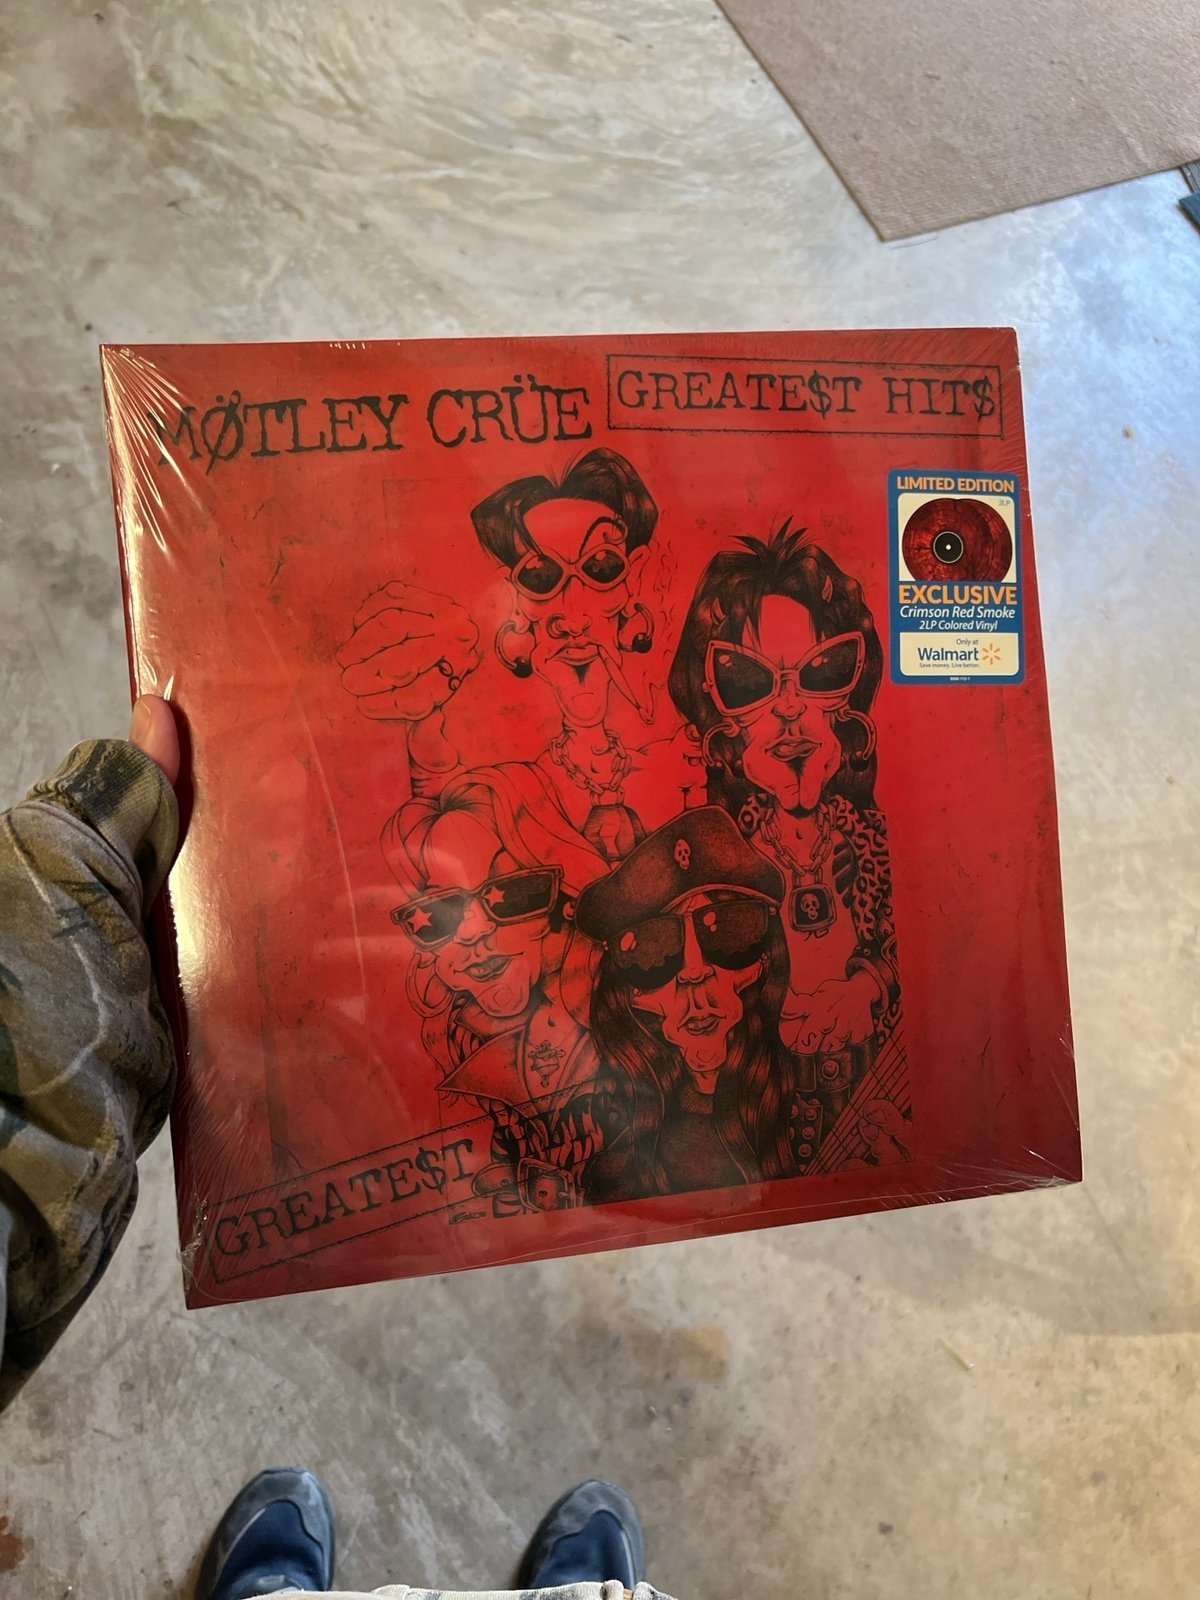 MØTLEY CRÜE
GREATE$T HIT$
LIMITED EDITION
2LP
EXCLUSIVE
Crimson Red Smoke
2LP Colored Vinyl
Only at
Walmart
Save money. Live better.
GREATE$T HIT$